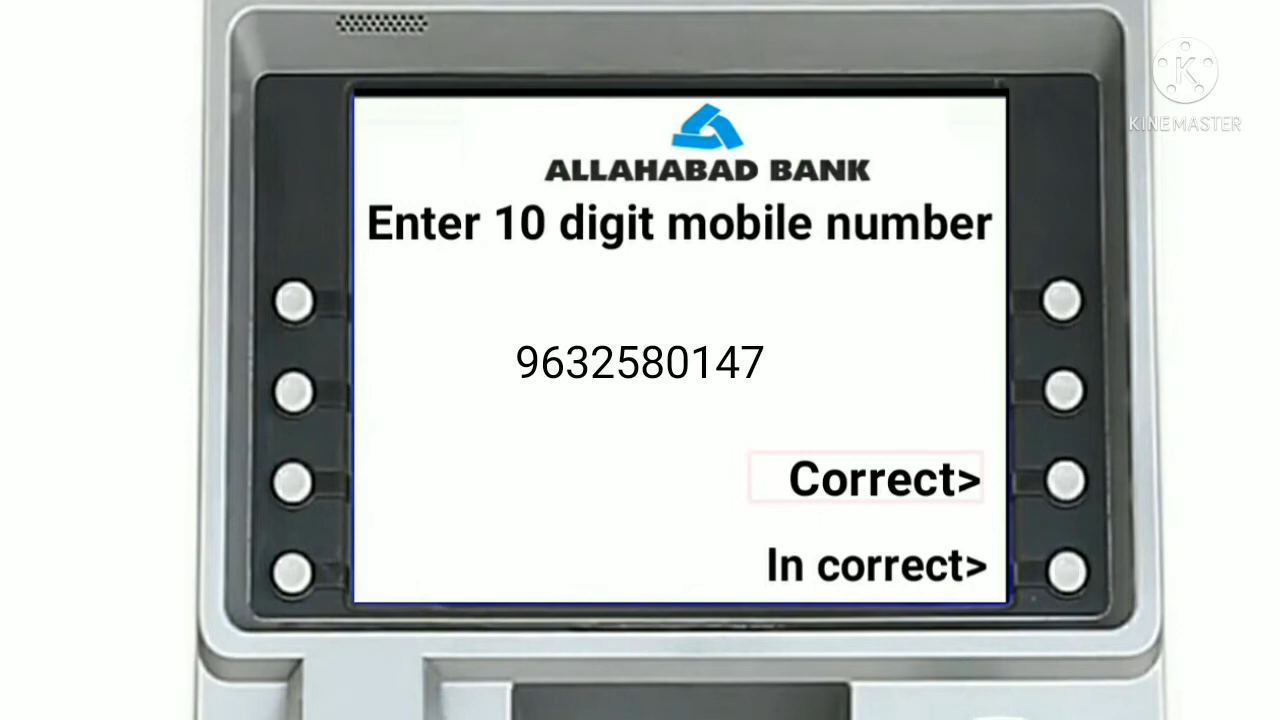 K
KINEMASTER
ALLAHABAD BANK
Enter 10 digit mobile number
9632580147
Correct>
In correct>